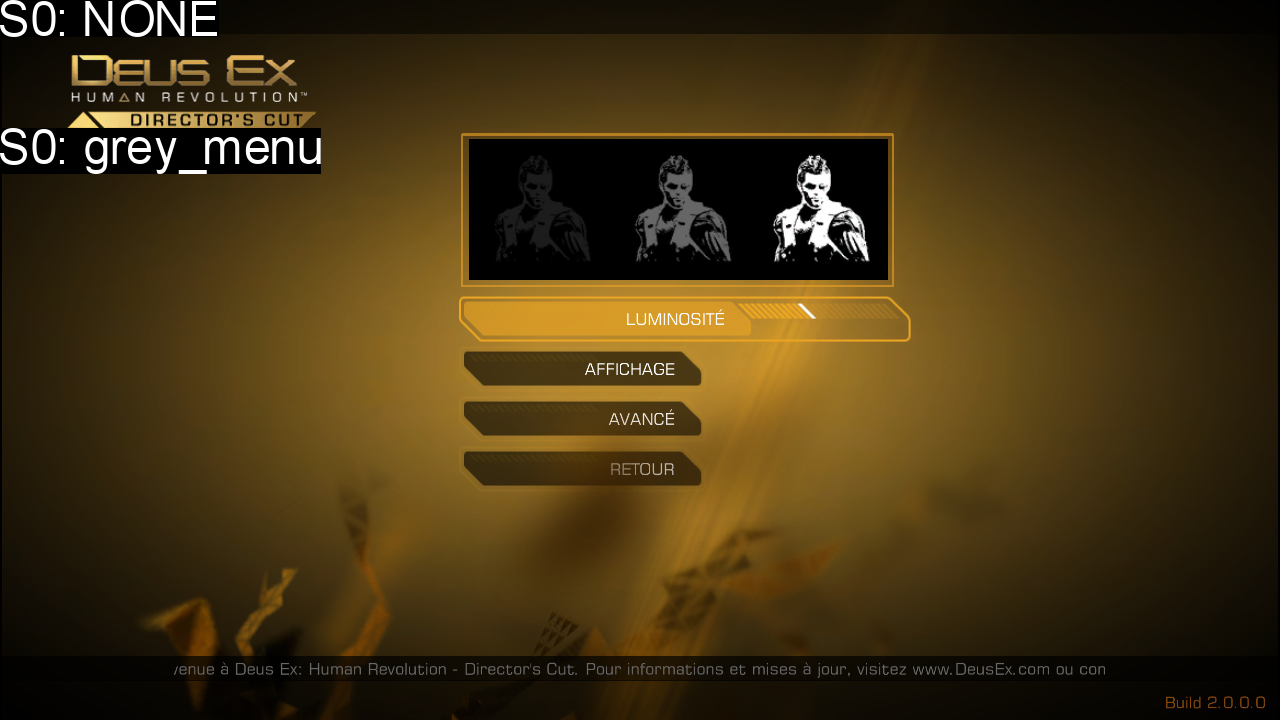 S0: NONE
DEUS EX
HUMAN REVOLUTION™
DIRECTOR'S CUT
S0: grey_menu
LUMINOSITÉ
AFFICHAGE
AVANCÉ
RETOUR
venue à Deus Ex: Human Revolution - Director's Cut. Pour informations et mises à jour, visitez www.DeusEx.com ou con
Build 2.0.0.0